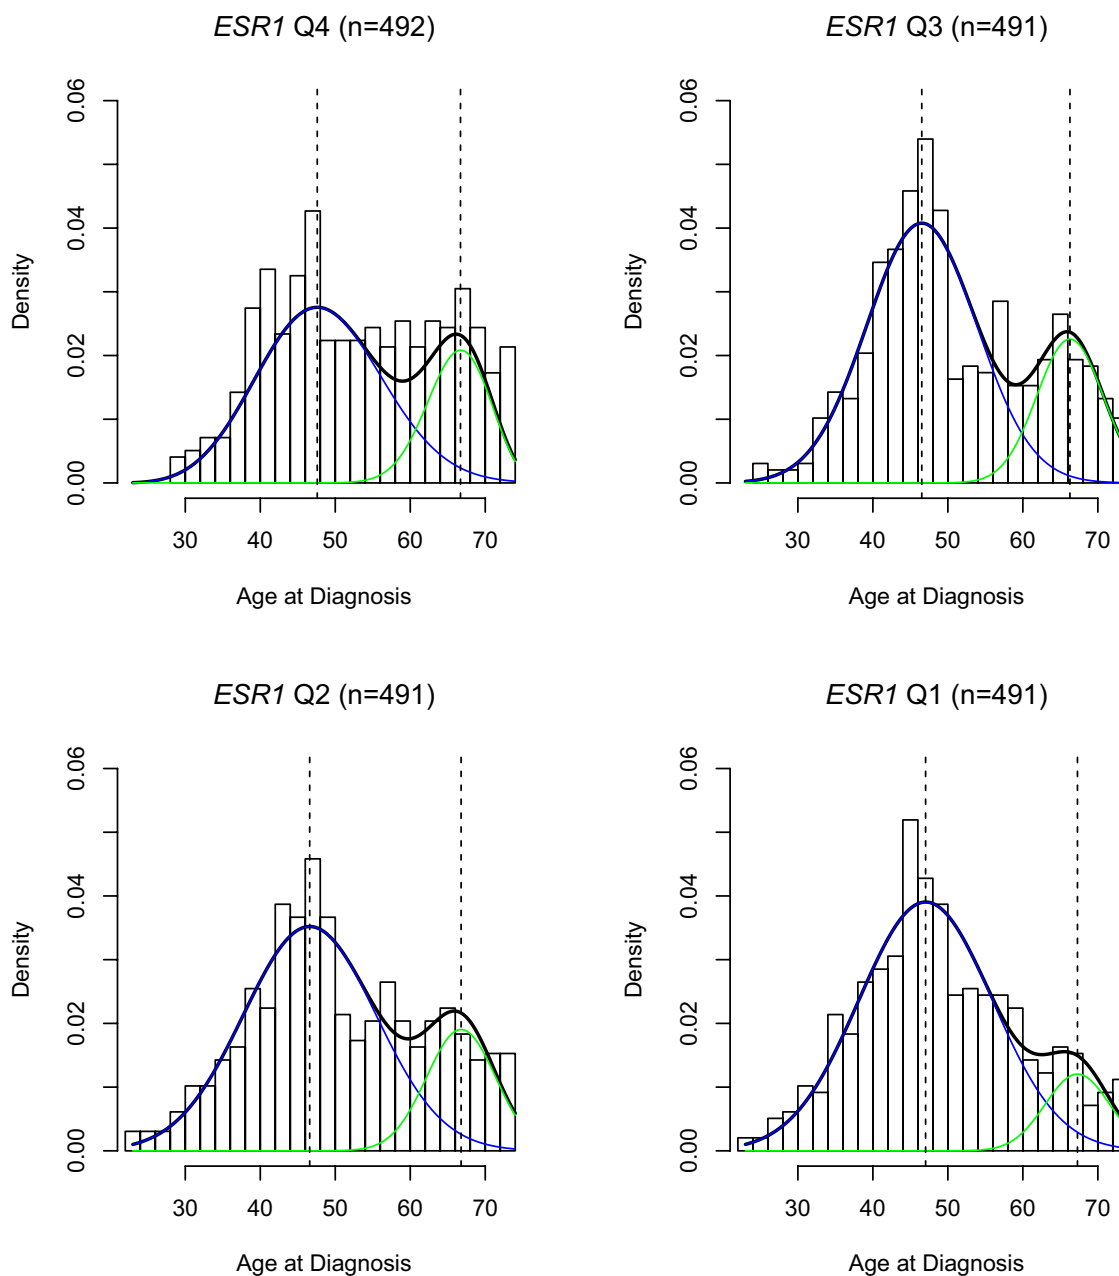 ESR1 Q4 (n=492)
Density
0.00 0.02 0.04 0.06
30 40 50 60 70
Age at Diagnosis
ESR1 Q3 (n=491)
Density
0.00 0.02 0.04 0.06
30 40 50 60 70
Age at Diagnosis
ESR1 Q2 (n=491)
Density
0.00 0.02 0.04 0.06
30 40 50 60 70
Age at Diagnosis
ESR1 Q1 (n=491)
Density
0.00 0.02 0.04 0.06
30 40 50 60 70
Age at Diagnosis